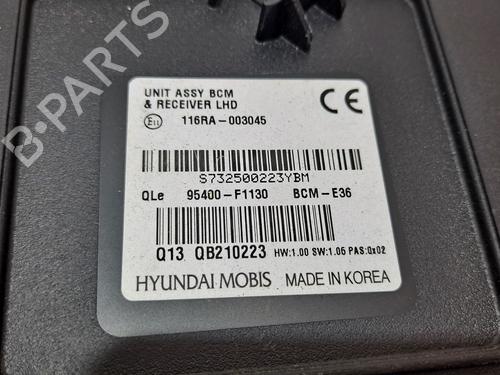 UNIT ASSY BCM
& RECEIVER LHD
CE
E11 116RA-003045
S732500223YBM
QLe 95400-F1130 BCM-E36
Q13 QB210223 HW:1.00 SW:1.05 PAS:0x02
HYUNDAI MOBIS MADE IN KOREA